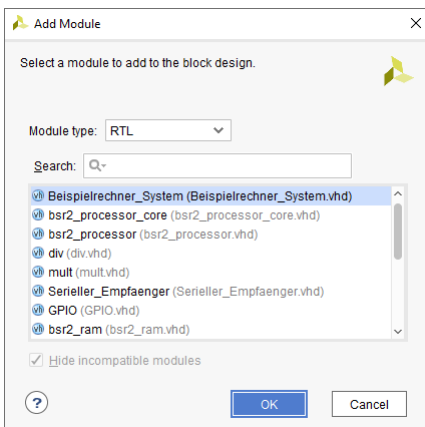 Add Module
Select a module to add to the block design.
Module type: RTL
Search: Q-
Beispielrechner_System (Beispielrechner_System.vhd)
bsr2_processor_core (bsr2_processor_core.vhd)
bsr2_processor (bsr2_processor.vhd)
div (div.vhd)
mult (mult.vhd)
Serieller_Empfaenger (Serieller_Empfaenger.vhd)
GPIO (GPIO.vhd)
bsr2_ram (bsr2_ram.vhd)
Hide incompatible modules
? OK Cancel